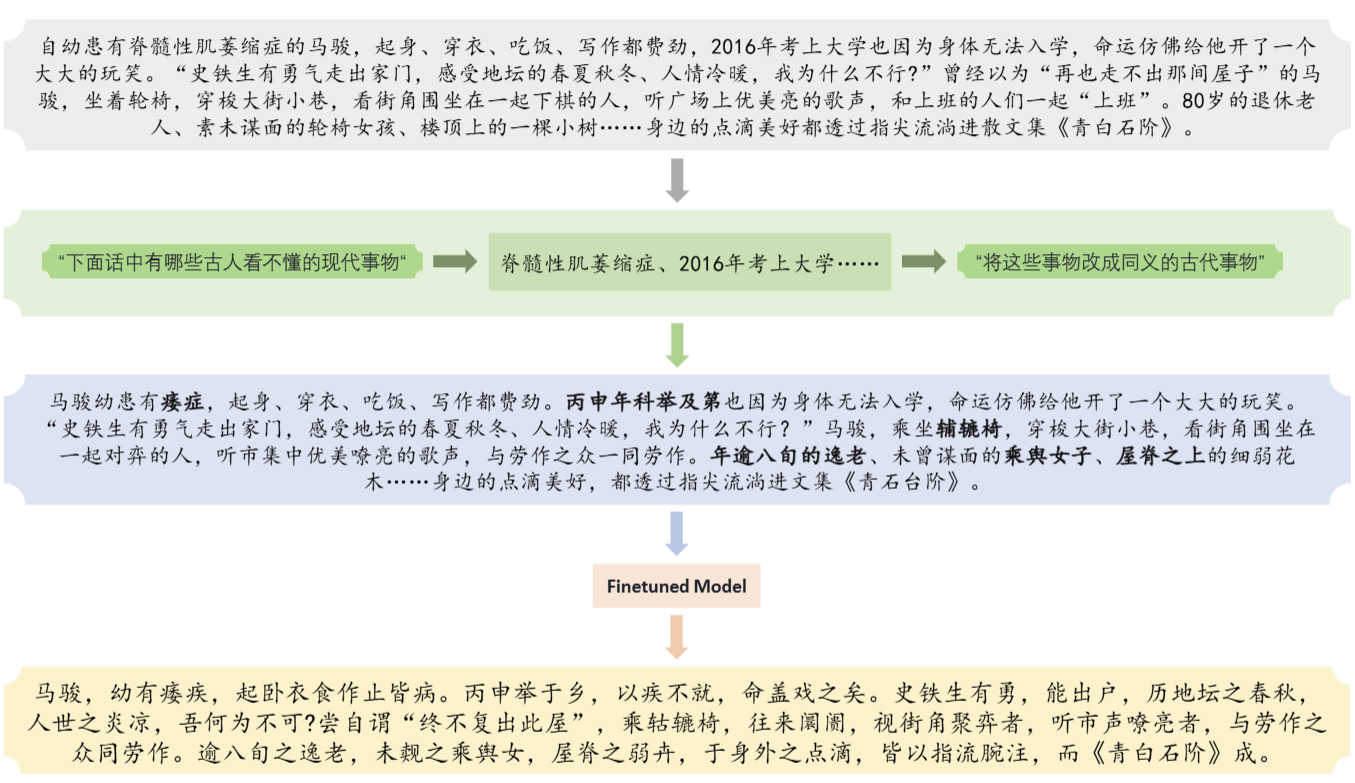 自幼患有脊髓性肌萎缩症的马骏，起身、穿衣、吃饭、写作都费劲，2016年考上大学也因为身体无法入学，命运仿佛给他开了一个
大大的玩笑。“史铁生有勇气走出家门，感受地坛的春夏秋冬、人情冷暖，我为什么不行?”曾经以为“再也走不出那间屋子”的马
骏，坐着轮椅，穿梭大街小巷，看街角围坐在一起下棋的人，听广场上优美亮的歌声，和上班的人们一起“上班”。80岁的退休老
人、素未谋面的轮椅女孩、楼顶上的一棵小树……身边的点滴美好都透过指尖流淌进散文集《青白石阶》。
“下面话中有哪些古人看不懂的现代事物“
脊髓性肌萎缩症、2016年考上大学……
“将这些事物改成同义的古代事物”
马骏幼患有痿症，起身、穿衣、吃饭、写作都费劲。丙申年科举及第也因为身体无法入学，命运仿佛给他开了一个大大的玩笑。
“史铁生有勇气走出家门，感受地坛的春夏秋冬、人情冷暖，我为什么不行？”马骏，乘坐辅辘椅，穿梭大街小巷，看街角围坐在
一起对弈的人，听市集中优美嘹亮的歌声，与劳作之众一同劳作。年逾八旬的逸老、未曾谋面的乘舆女子、屋脊之上的细弱花
木……身边的点滴美好，都透过指尖流淌进文集《青石台阶》。
Finetuned Model
马骏，幼有痿疾，起卧衣食作止皆病。丙申举于乡，以疾不就，命盖戏之矣。史铁生有勇，能出户，历地坛之春秋，
人世之炎凉，吾何为不可?尝自谓“终不复出此屋”，乘轱辘椅，往来阛阓，视街角聚弈者，听市声嘹亮者，与劳作之
众同劳作。逾八旬之逸老，未觌之乘舆女，屋脊之弱卉，于身外之点滴，皆以指流腕注，而《青白石阶》成。